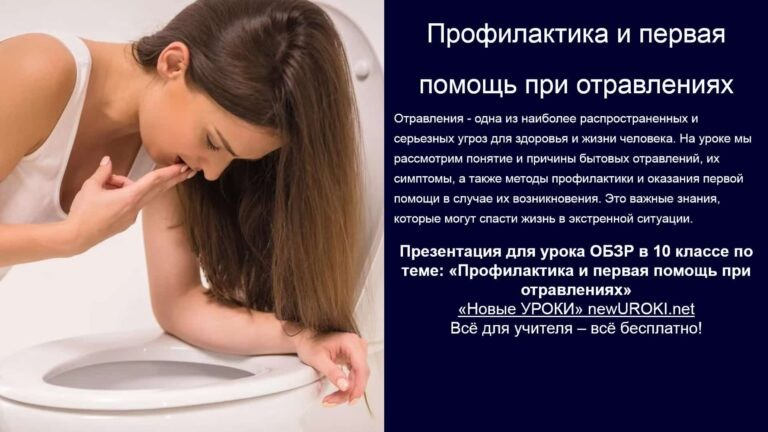 Профилактика и первая
помощь при отравлениях
Отравления - одна из наиболее распространенных и
серьезных угроз для здоровья и жизни человека. На уроке мы
рассмотрим понятие и причины бытовых отравлений, их
симптомы, а также методы профилактики и оказания первой
помощи в случае их возникновения. Это важные знания,
которые могут спасти жизнь в экстренной ситуации.
Презентация для урока ОБЗР в 10 классе по
теме: «Профилактика и первая помощь при
отравлениях»
«Новые УРОКИ» newUROKI.net
Всё для учителя – всё бесплатно!